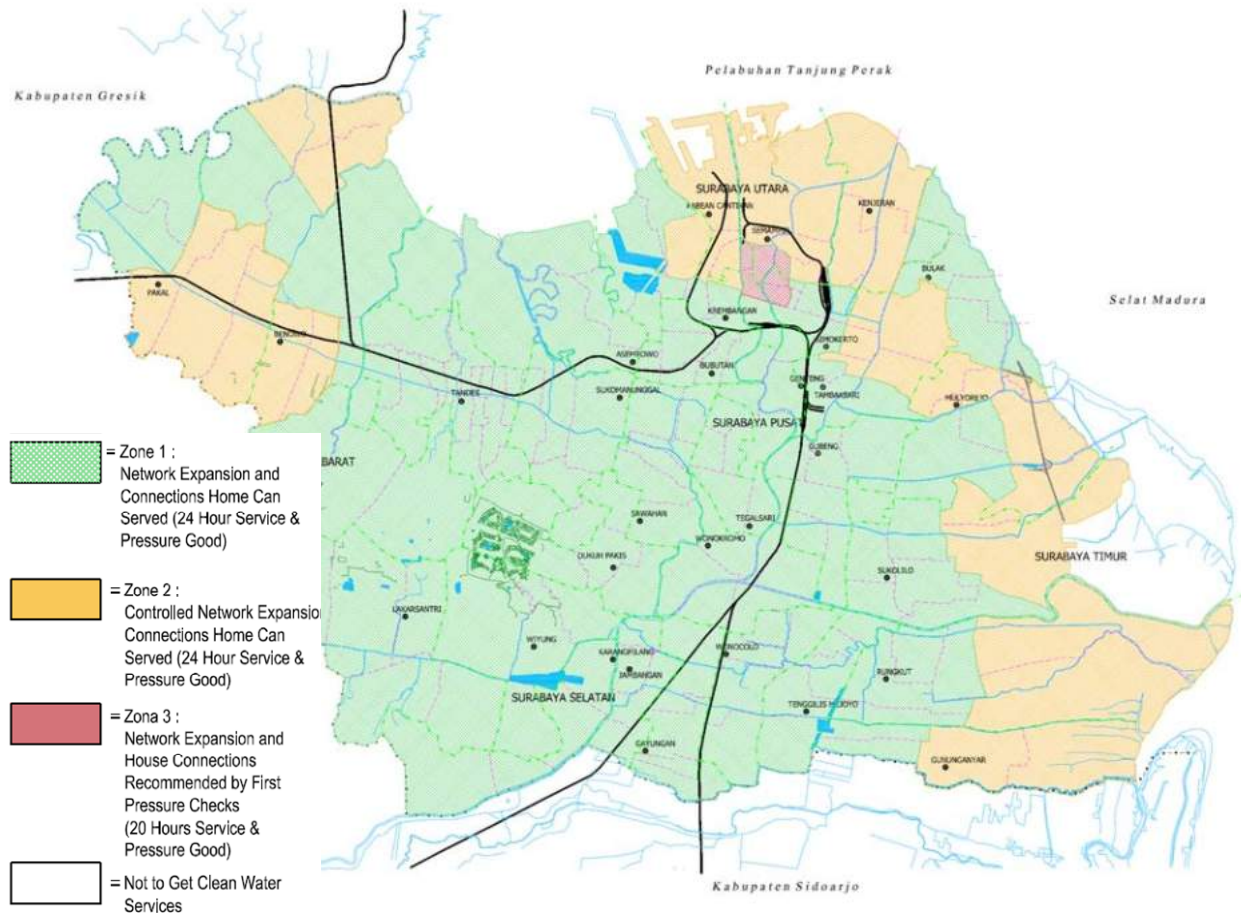 Pelabuhan Tanjung Perak
Kabupaten Gresik
SURABAYA UTARA
KENJERAN
BULAK
Selat Madura
PAKAL
KREMBANGAN
BENOWO
SIMOKERTO
ASEMROWO
BUBUTAN
GENTENG
TANDES
SUKOMANUNGGAL
TAMBAKSARI
MULYOREJO
SURABAYA PUSAT
GUBENG
BARAT
SAWAHAN
TEGALSARI
WONOKROMO
DUKUH PAKIS
SURABAYA TIMUR
SUKOLILO
LAKARSANTRI
WIYUNG
KARANGPILANG
WONOCOLO
JAMBANGAN
RUNGKUT
SURABAYA SELATAN
TENGGILIS MEJOYO
GAYUNGAN
GUNUNGANYAR
Kabupaten Sidoarjo
= Zone 1 :
Network Expansion and
Connections Home Can
Served (24 Hour Service &
Pressure Good)
= Zone 2 :
Controlled Network Expansion
Connections Home Can
Served (24 Hour Service &
Pressure Good)
= Zona 3 :
Network Expansion and
House Connections
Recommended by First
Pressure Checks
(20 Hours Service &
Pressure Good)
= Not to Get Clean Water
Services